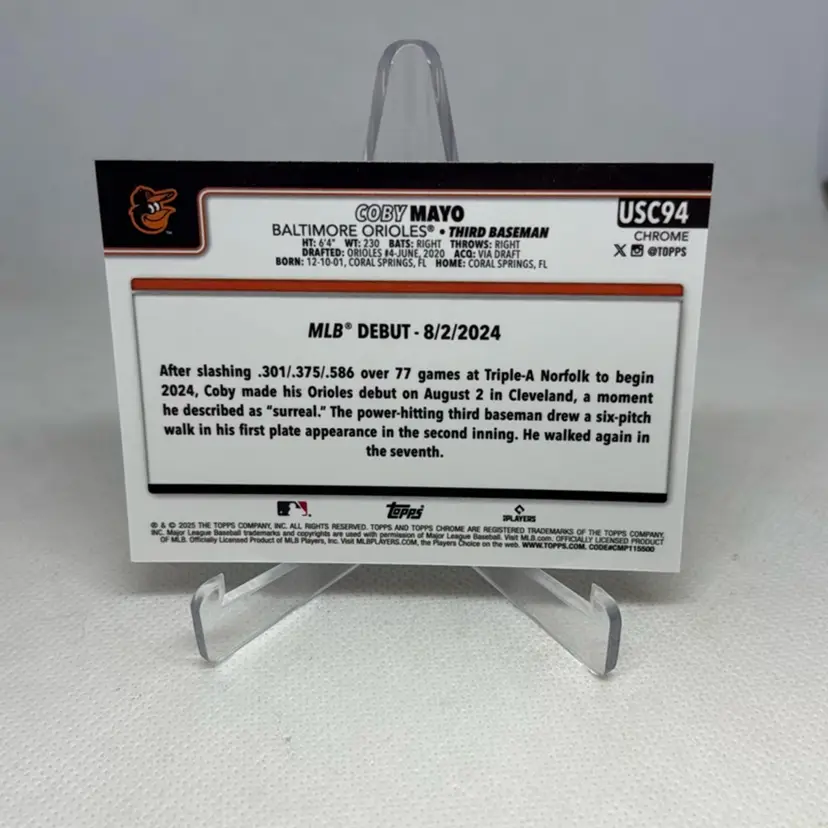 COBY MAYO
USC94
BALTIMORE ORIOLES® • THIRD BASEMAN
CHROME
HT: 6'4" WT: 230 BATS: RIGHT THROWS: RIGHT
@TOPPS
DRAFTED: ORIOLES #4-JUNE, 2020 ACQ: VIA DRAFT
BORN: 12-10-01, CORAL SPRINGS, FL HOME: CORAL SPRINGS, FL
MLB® DEBUT - 8/2/2024
After slashing .301/.375/.586 over 77 games at Triple-A Norfolk to begin
2024, Coby made his Orioles debut on August 2 in Cleveland, a moment
he described as "surreal." The power-hitting third baseman drew a six-pitch
walk in his first plate appearance in the second inning. He walked again in
the seventh.
TOPPS
PLAYERS
® & © 2025 THE TOPPS COMPANY, INC. ALL RIGHTS RESERVED. TOPPS AND TOPPS CHROME ARE REGISTERED TRADEMARKS OF THE TOPPS COMPANY,
INC. Major League Baseball trademarks and copyrights are used with permission of Major League Baseball. Visit MLB.com. OFFICIALLY LICENSED PRODUCT
OF MLB. Officially Licensed Product of MLB Players, Inc. Visit MLBPLAYERS.COM, the Players Choice on the web. WWW.TOPPS.COM. CODE#CMP115500